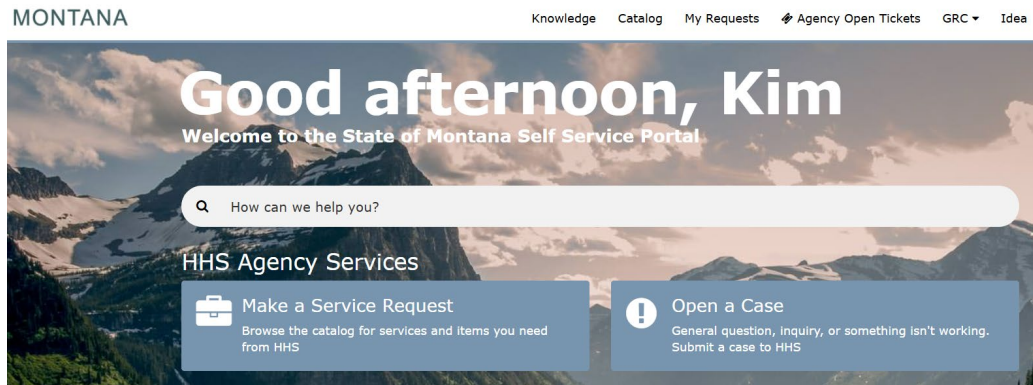 MONTANA
Knowledge Catalog My Requests Agency Open Tickets GRC Idea
Good afternoon, Kim
Welcome to the State of Montana Self Service Portal
How can we help you?
HHS Agency Services
Make a Service Request
Browse the catalog for services and items you need
from HHS
Open a Case
General question, inquiry, or something isn't working.
Submit a case to HHS